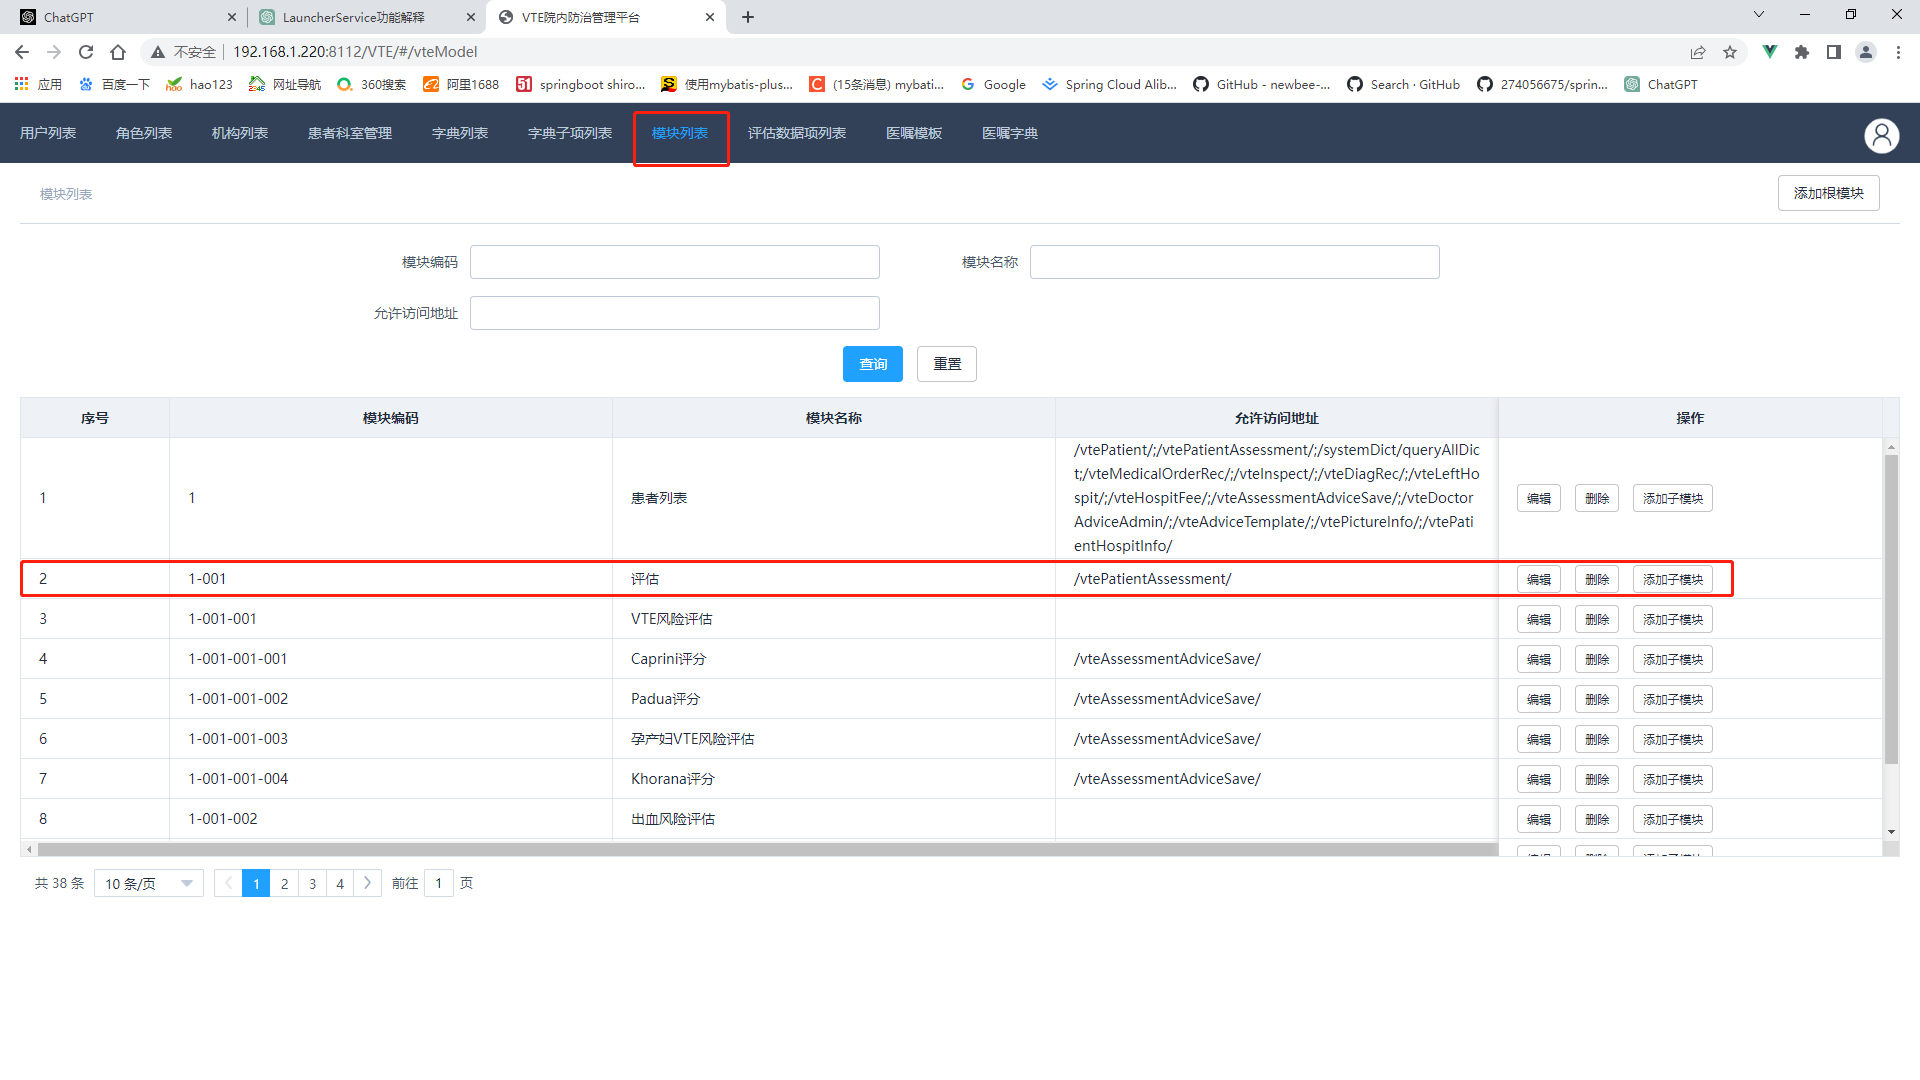 ChatGPT
LauncherService功能解释
VTE院内防治管理平台
不安全 192.168.1.220:8112/VTE/#/vteModel
应用 百度一下 hao123 网址导航 360搜索 阿里1688 springboot shiro... 使用mybatis-plus... (15条消息) mybati... Google Spring Cloud Alib... GitHub - newbee-... Search · GitHub 274056675/sprin... ChatGPT
用户列表 角色列表 机构列表 患者科室管理 字典列表 字典子项列表 模块列表 评估数据项列表 医嘱模板 医嘱字典
模块列表 添加根模块
模块编码 模块名称
允许访问地址
查询 重置
序号 模块编码 模块名称 允许访问地址 操作
/vtePatient/;/vtePatientAssessment/;/systemDict/queryAllDic
t;/vteMedicalOrderRec/;/vteInspect/;/vteDiagRec/;/vteLeftHo
1 1 患者列表 spit/;/vteHospitFee/;/vteAssessmentAdviceSave/;/vteDoctor 编辑 删除 添加子模块
AdviceAdmin/;/vteAdviceTemplate/;/vtePictureInfo/;/vtePati
entHospitInfo/
2 1-001 评估 /vtePatientAssessment/ 编辑 删除 添加子模块
3 1-001-001 VTE风险评估 编辑 删除 添加子模块
4 1-001-001-001 Caprini评分 /vteAssessmentAdviceSave/ 编辑 删除 添加子模块
5 1-001-001-002 Padua评分 /vteAssessmentAdviceSave/ 编辑 删除 添加子模块
6 1-001-001-003 孕产妇VTE风险评估 /vteAssessmentAdviceSave/ 编辑 删除 添加子模块
7 1-001-001-004 Khorana评分 /vteAssessmentAdviceSave/ 编辑 删除 添加子模块
8 1-001-002 出血风险评估 编辑 删除 添加子模块
共 38 条 10 条/页 1 2 3 4 前往 1 页